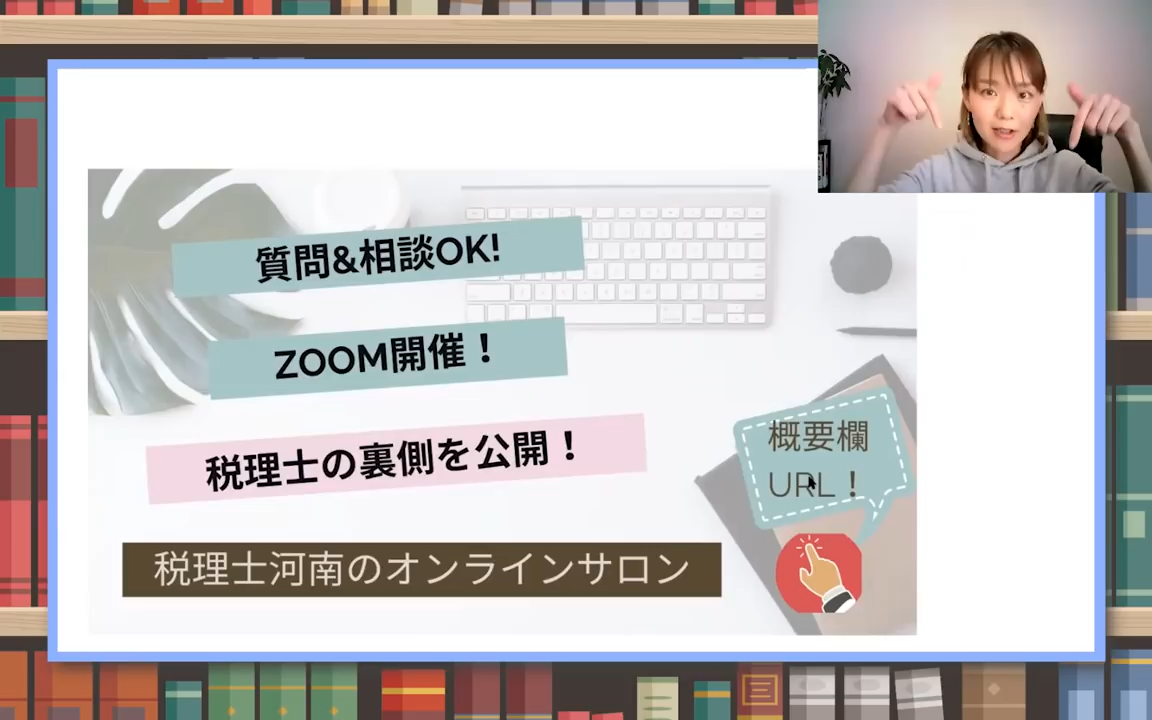 質問&相談OK!
ZOOM開催！
税理士の裏側を公開！
概要欄
URL！
税理士河南のオンラインサロン